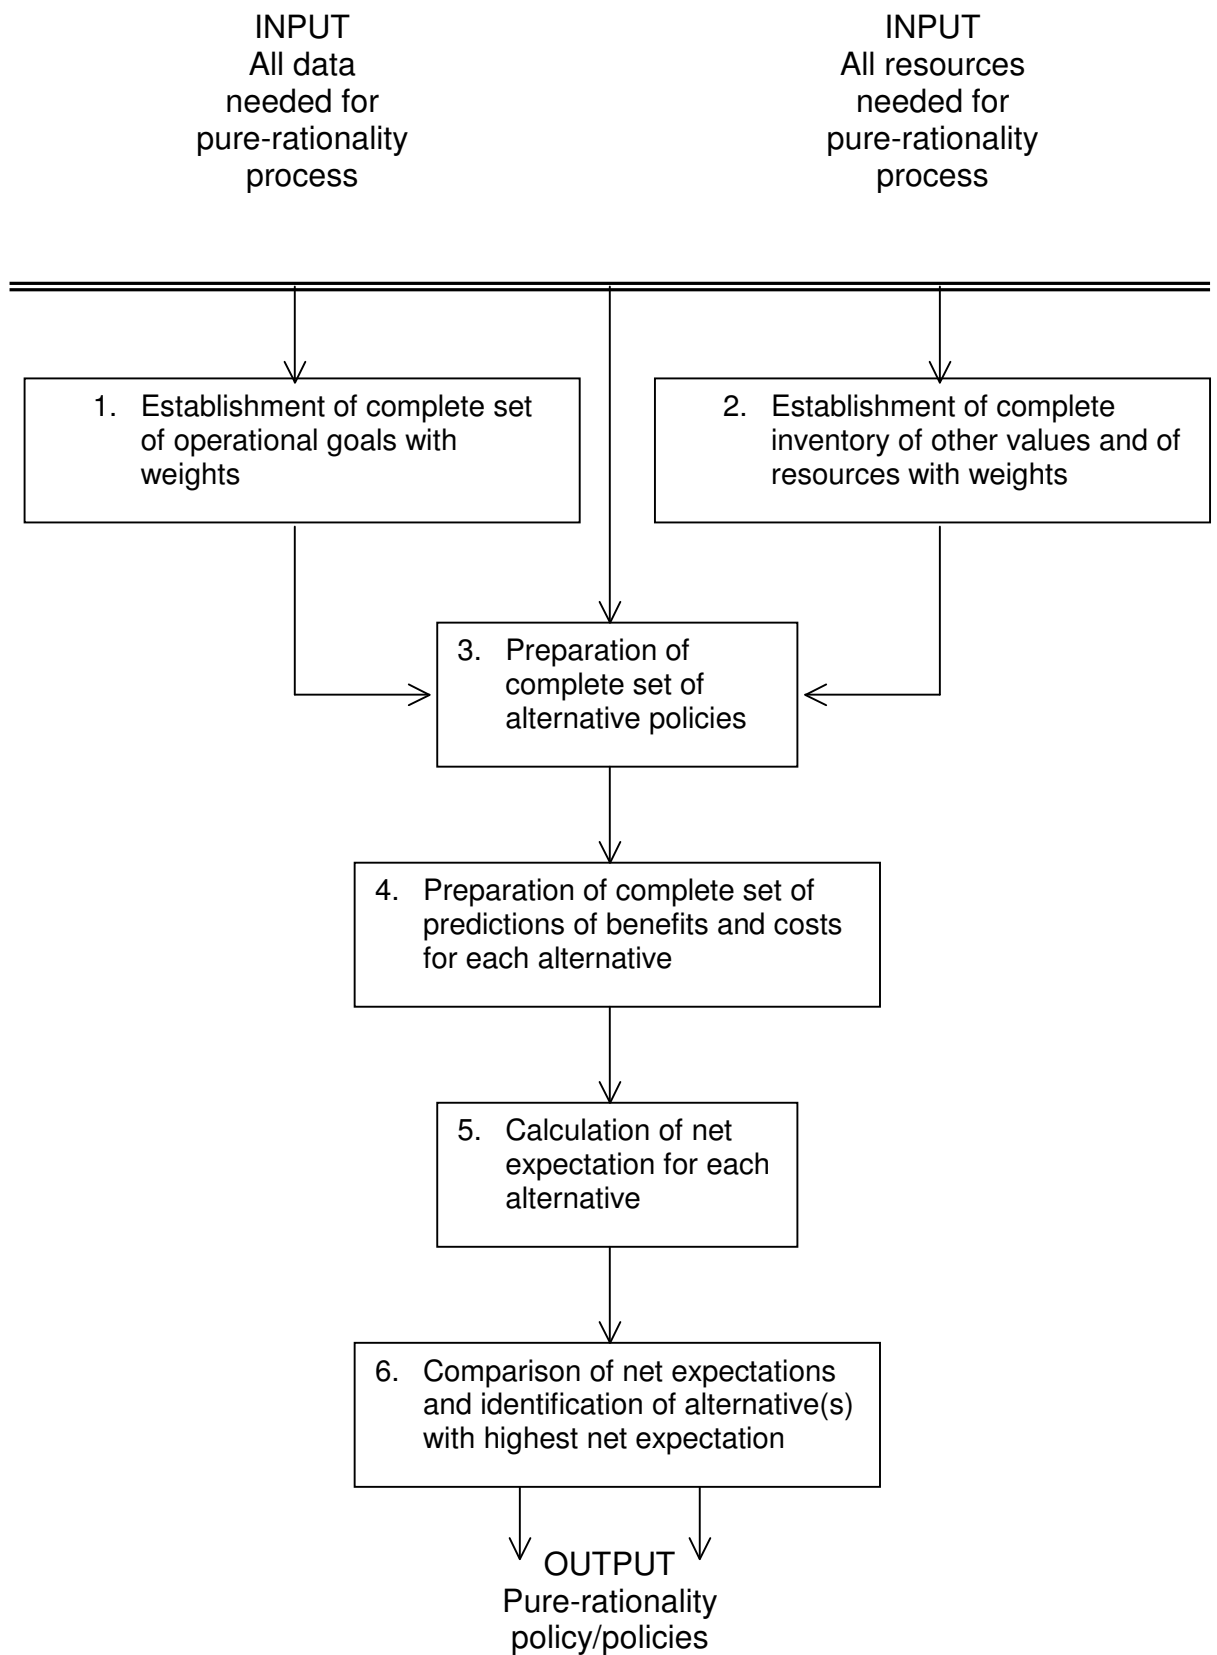 INPUT
All data
needed for
pure-rationality
process
INPUT
All resources
needed for
pure-rationality
process
1. Establishment of complete set
of operational goals with
weights
2. Establishment of complete
inventory of other values and of
resources with weights
3. Preparation of
complete set of
alternative policies
4. Preparation of complete set of
predictions of benefits and costs
for each alternative
5. Calculation of net
expectation for each
alternative
6. Comparison of net expectations
and identification of alternative(s)
with highest net expectation
OUTPUT
Pure-rationality
policy/policies